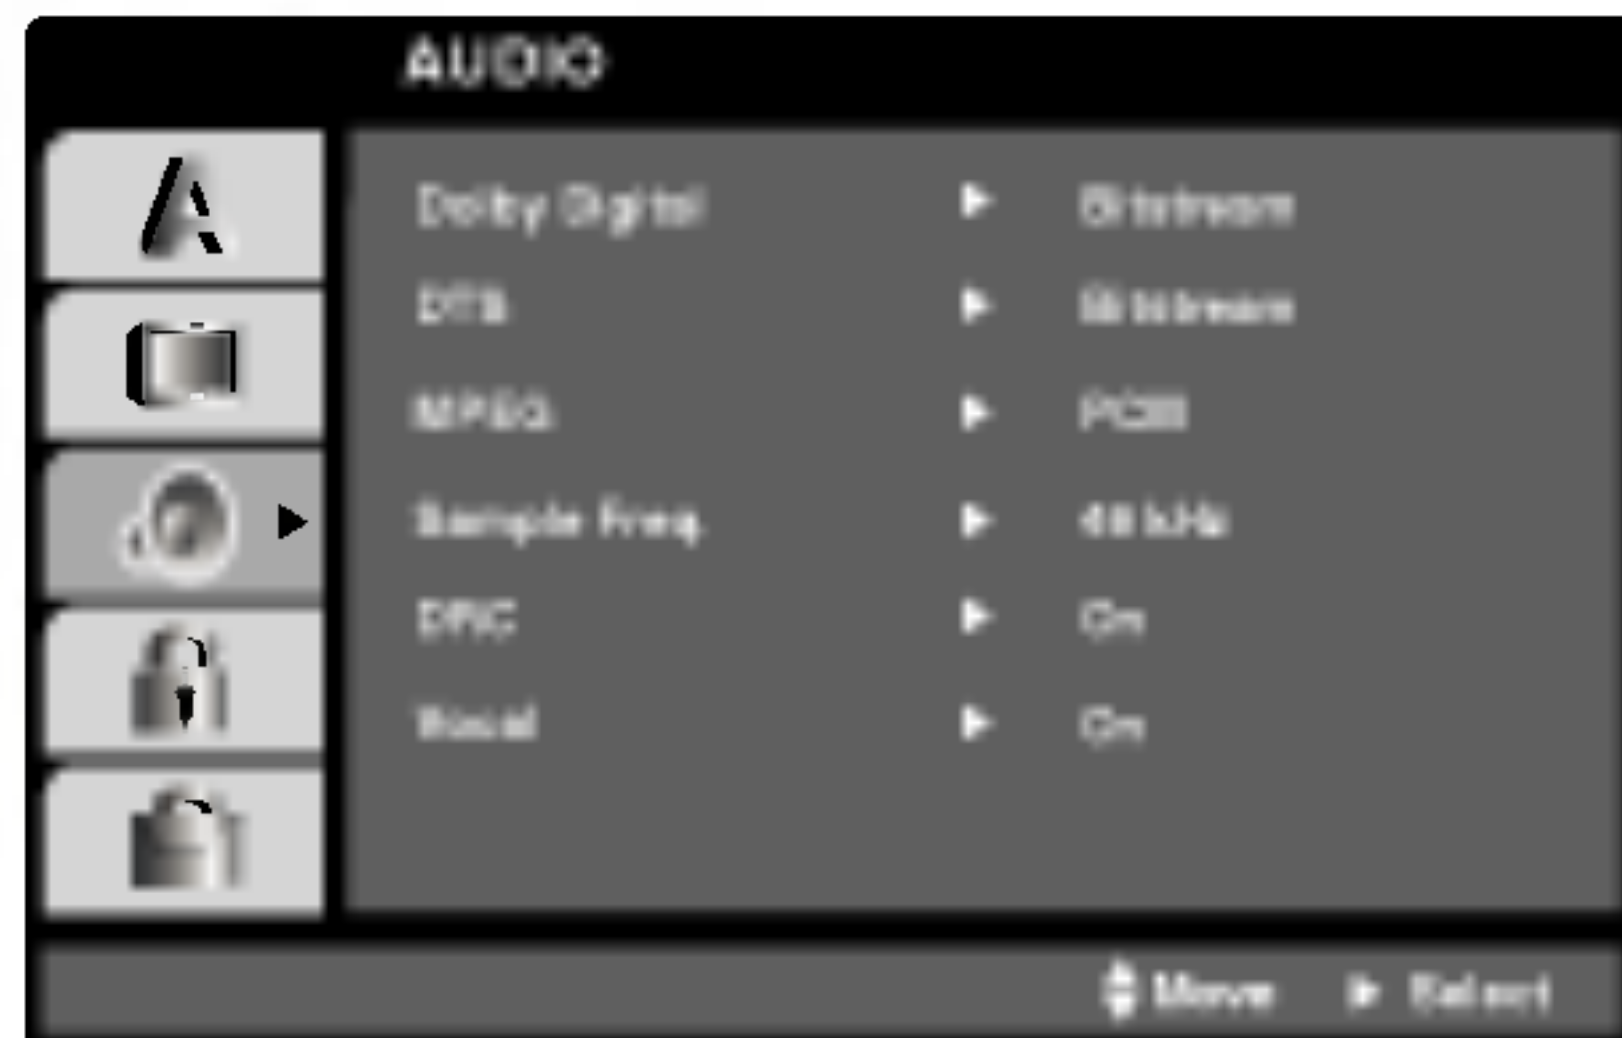 AUDIO
Dolby Digital Bitstream
DTS Bitstream
MPEG PCM
Sample Freq. 48 kHz
DRC On
Vocal On
Move Select